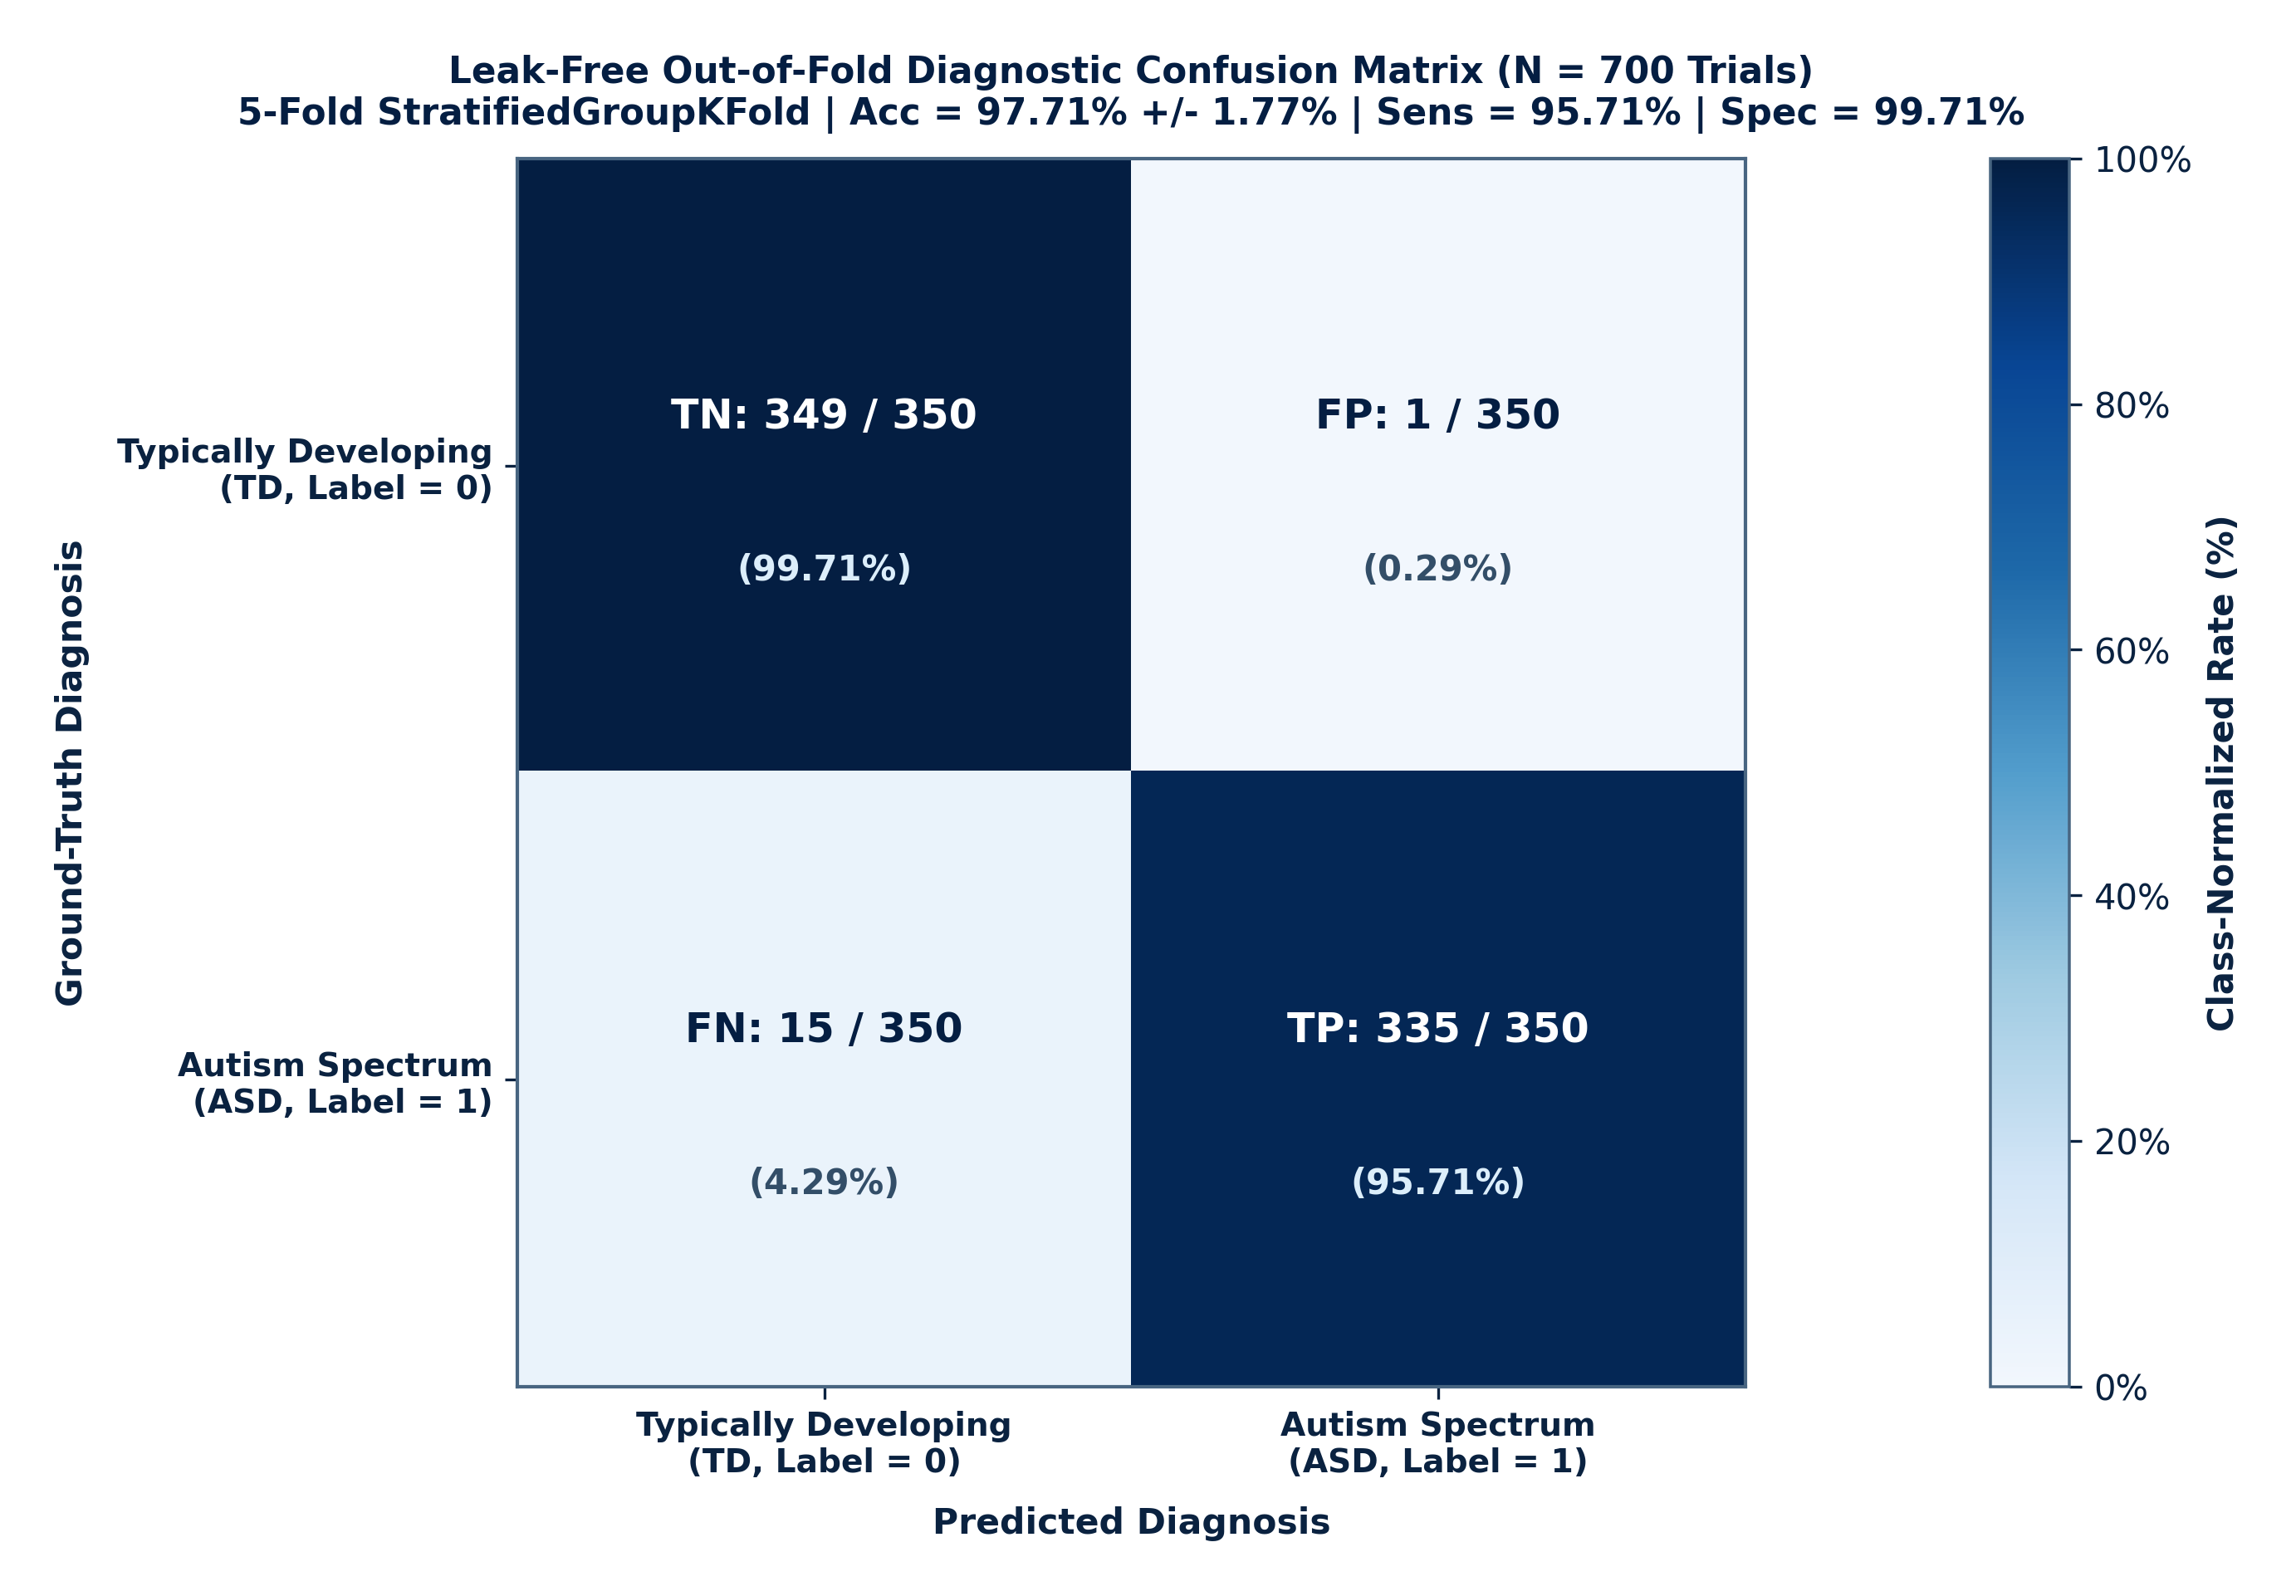 Leak-Free Out-of-Fold Diagnostic Confusion Matrix (N = 700 Trials)
5-Fold StratifiedGroupKFold | Acc = 97.71% +/- 1.77% | Sens = 95.71% | Spec = 99.71%
Ground-Truth Diagnosis
Typically Developing
(TD, Label = 0)
TN: 349 / 350
(99.71%)
FP: 1 / 350
(0.29%)
Autism Spectrum
(ASD, Label = 1)
FN: 15 / 350
(4.29%)
TP: 335 / 350
(95.71%)
Typically Developing
(TD, Label = 0)
Autism Spectrum
(ASD, Label = 1)
Predicted Diagnosis
100%
80%
60%
40%
20%
0%
Class-Normalized Rate (%)